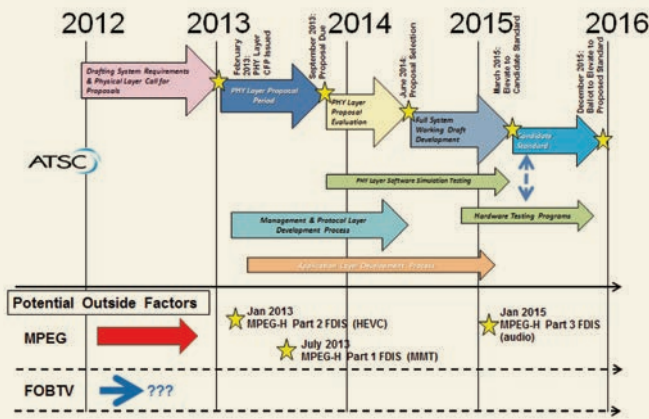 2012
2013
2014
2015
2016
Drafting System Requirements
& Physical Layer Call for
Proposals
February
2013: PHY
Layer
CFP Issued
PHY Layer Proposal
Period
September 2013:
Proposal Due
PHY Layer
Proposal
Evaluation
June 2014:
Proposal Selection
Full System
Working Draft
Development
March 2015:
Elevate to
Candidate Standard
Candidate
Standard
December 2015:
Ballot to Elevate to
Proposed Standard
ATSC
PHY Layer Software Simulation Testing
Management & Protocol Layer
Development Process
Hardware Testing Programs
Application Layer Development Process
Potential Outside Factors
MPEG
Jan 2013
MPEG-H Part 2 FDIS (HEVC)
July 2013
MPEG-H Part 1 FDIS (MMT)
Jan 2015
MPEG-H Part 3 FDIS
(audio)
FOBTV
???